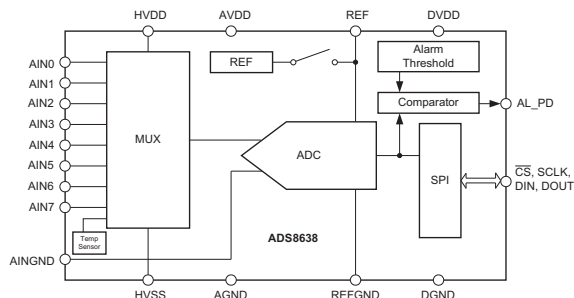 HVDD AVDD REF DVDD
AIN0
AIN1
AIN2
AIN3
AIN4
AIN5
AIN6
AIN7
MUX
Temp
Sensor
AINGND
REF
Alarm
Threshold
Comparator
AL_PD
ADC
SPI
CS, SCLK,
DIN, DOUT
ADS8638
HVSS AGND REFGND DGND